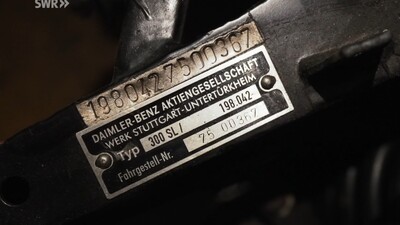 SWR»
1980427500367
DAIMLER-BENZ AKTIENGESELLSCHAFT
WERK STUTTGART-UNTERTÜRKHEIM
Typ 300 SL/ 198 042
Fahrgestell-Nr. 75 00367